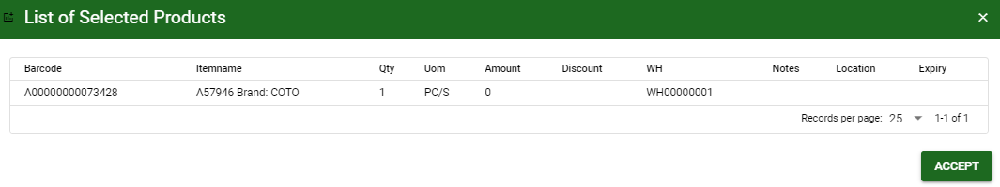 List of Selected Products
Barcode Itemname Qty Uom Amount Discount WH Notes Location Expiry
A00000000073428 A57946 Brand: COTO 1 PC/S 0 WH00000001
Records per page: 25 1-1 of 1
ACCEPT